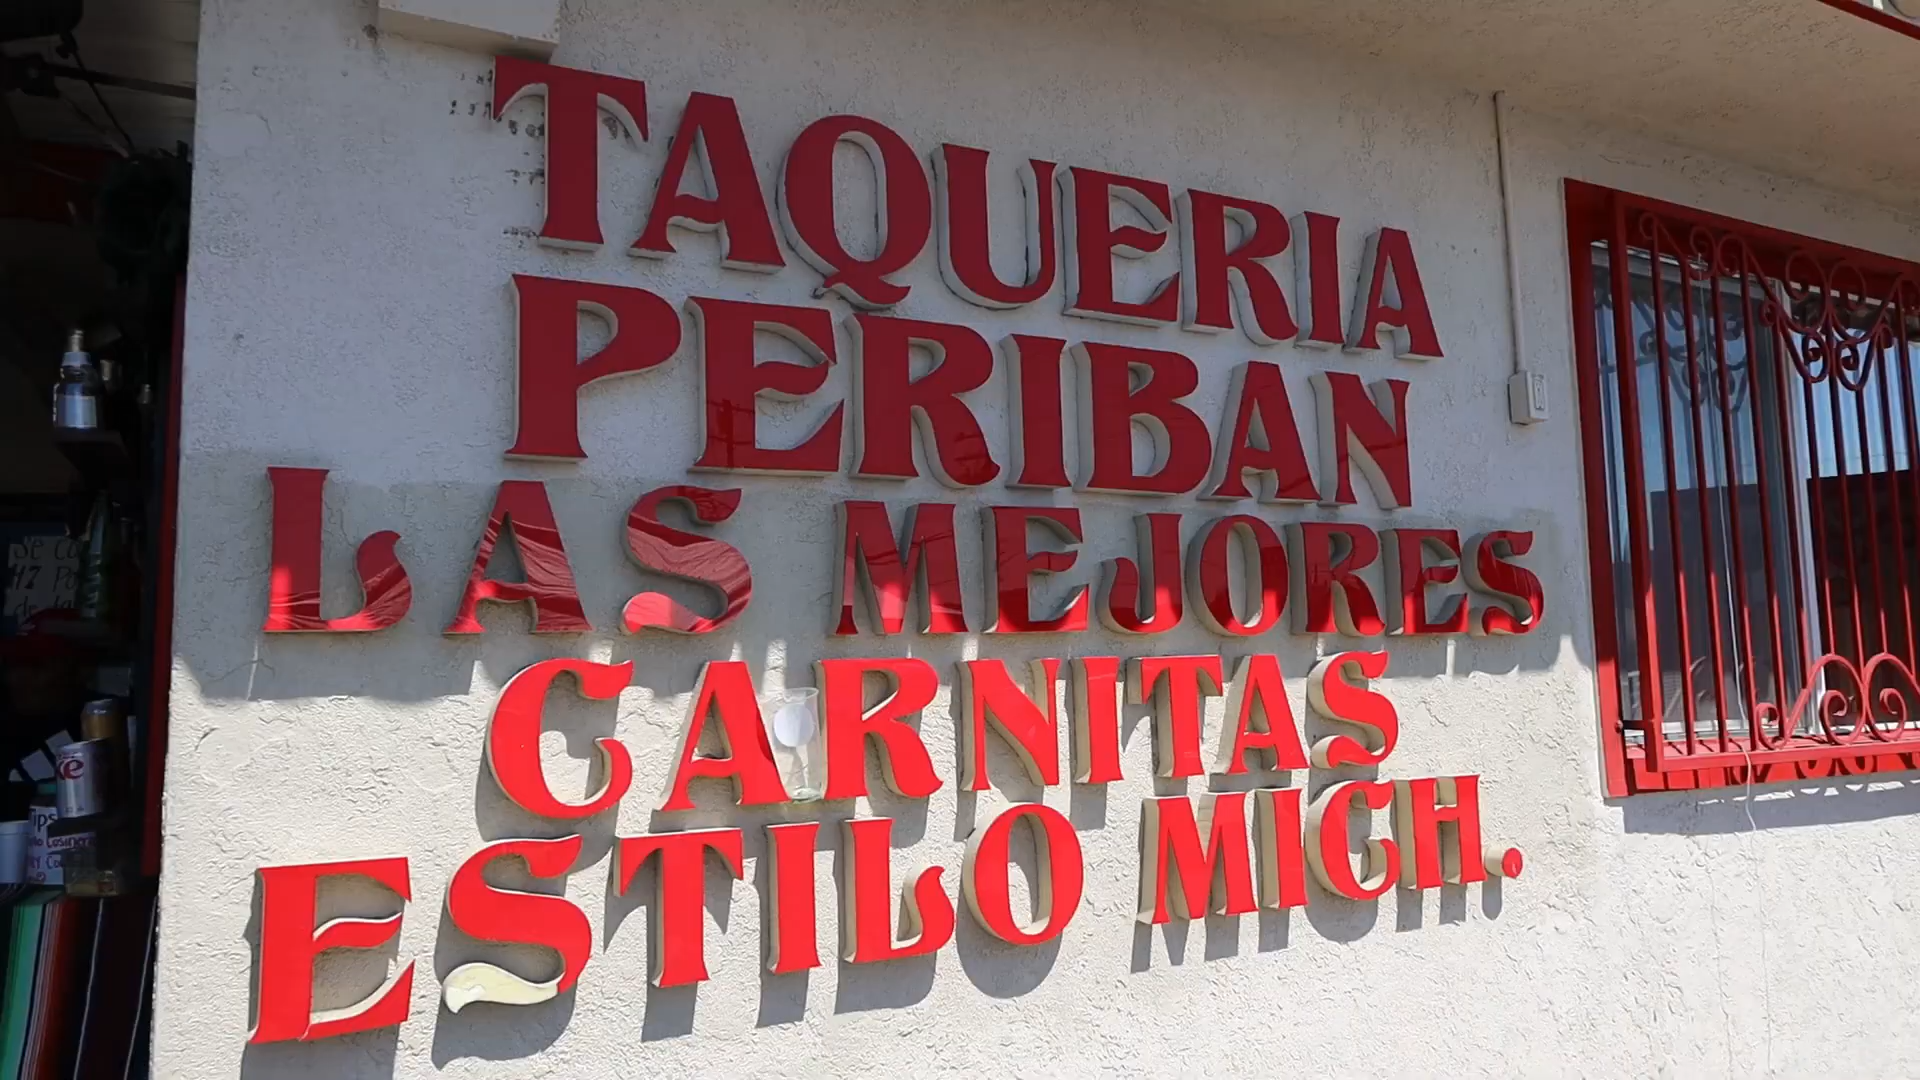 TAQUERIA
PERIBAN
LAS MEJORES
CARNITAS
ESTILO MICH.